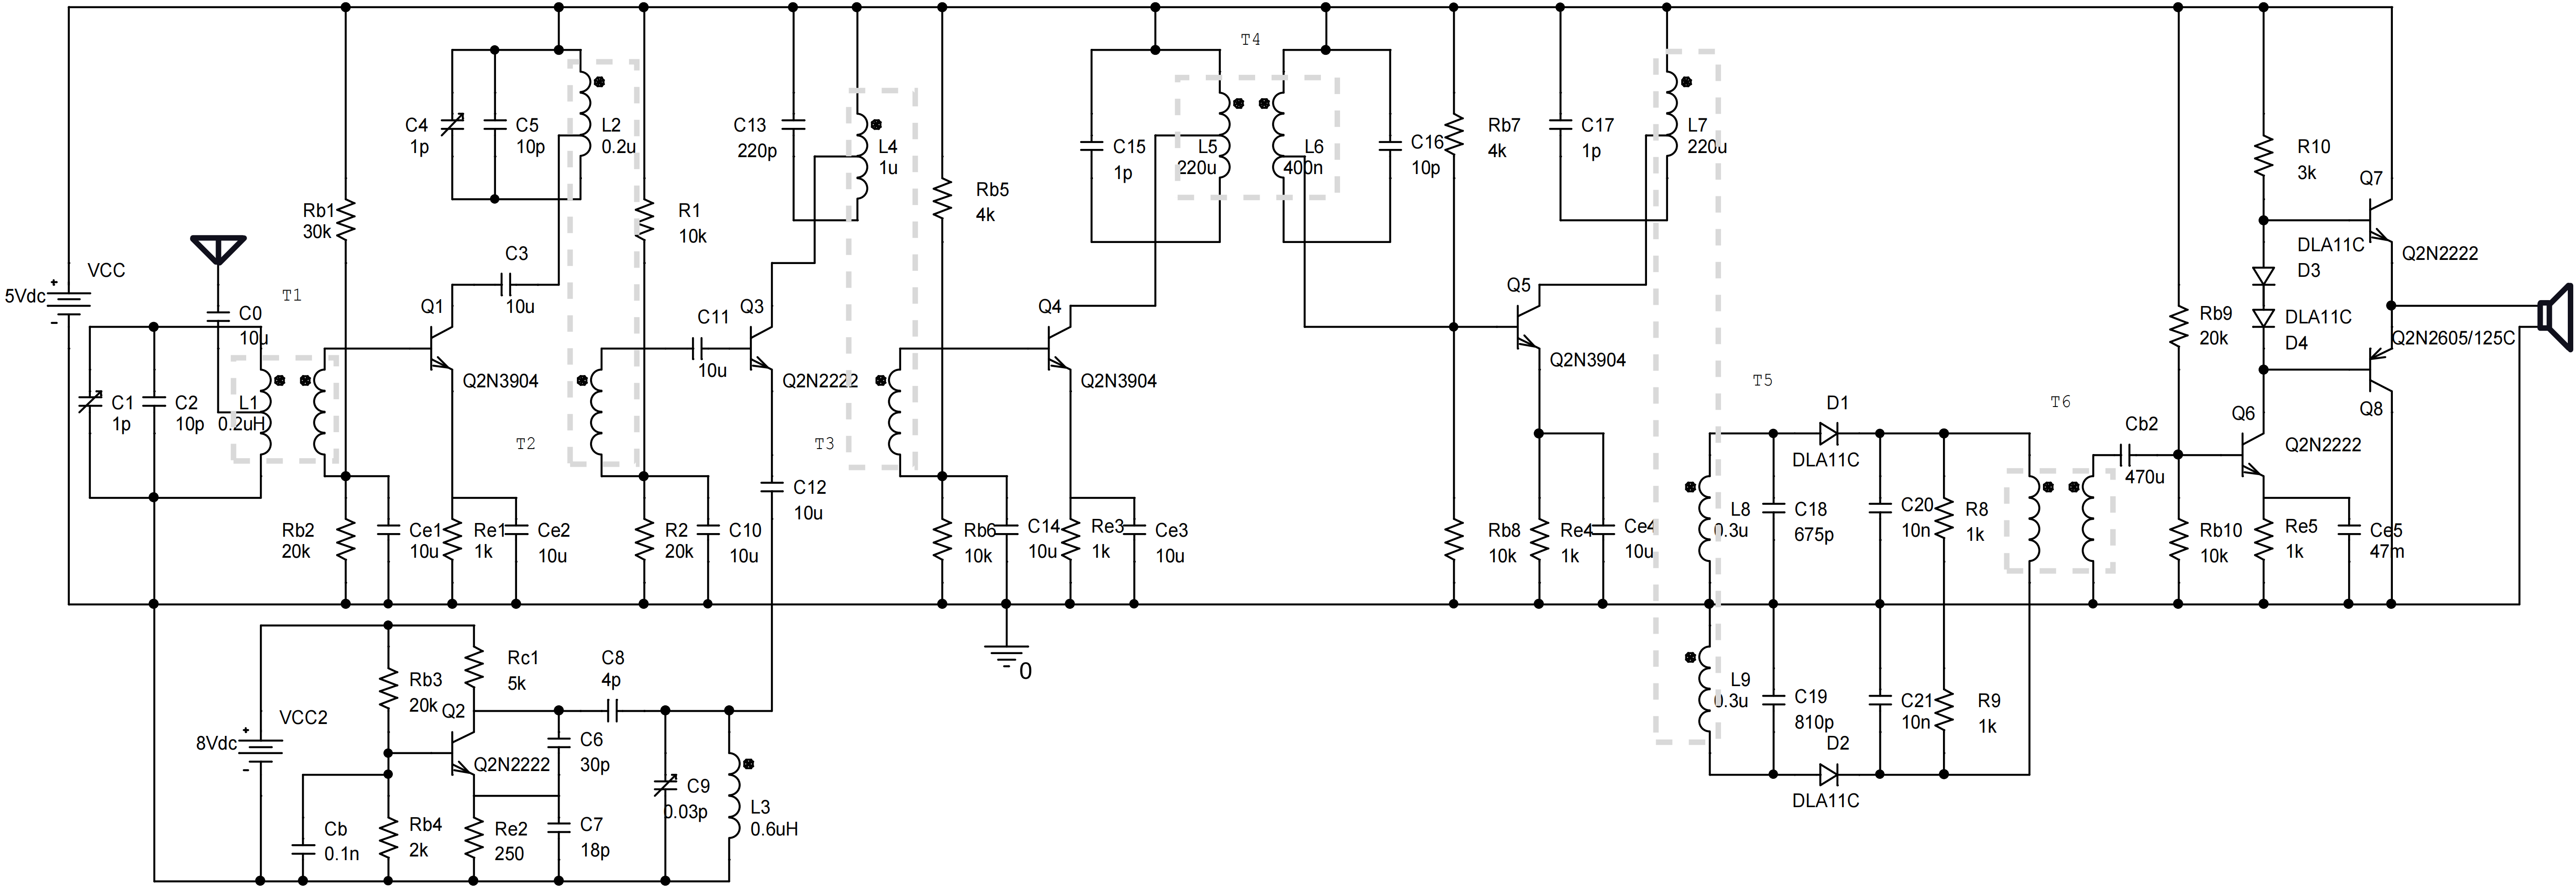 T4
C4
1p
C5
10p
L2
0.2u
C13
220p
L4
1u
C15
1p
L5
220u
L6
400n
C16
10p
Rb7
4k
C17
1p
L7
220u
R10
3k
Q7
Rb1
30k
R1
10k
Rb5
4k
C3
10u
DLA11C
D3
Q2N2222
VCC
+
5Vdc
-
T1
C0
10u
Q1
Q3
C11
10u
Q4
Q5
Rb9
20k
DLA11C
D4
Q2N2605/125C
Q2N3904
Q2N2222
Q2N3904
Q2N3904
T5
C1
1p
C2
10p
L1
0.2uH
T2
T3
D1
DLA11C
T6
Cb2
470u
Q6
Q8
Q2N2222
Rb2
20k
Ce1
10u
Re1
1k
Ce2
10u
R2
20k
C10
10u
C12
10u
Rb6
10k
C14
10u
Re3
1k
Ce3
10u
Rb8
10k
Re4
1k
Ce4
10u
L8
0.3u
C18
675p
C20
10n
R8
1k
Rb10
10k
Re5
1k
Ce5
47m
0
Rb3
20k
Rc1
5k
C8
4p
VCC2
+
8Vdc
-
Q2
Q2N2222
C6
30p
C9
0.03p
L3
0.6uH
L9
0.3u
C19
810p
C21
10n
R9
1k
D2
DLA11C
Cb
0.1n
Rb4
2k
Re2
250
C7
18p